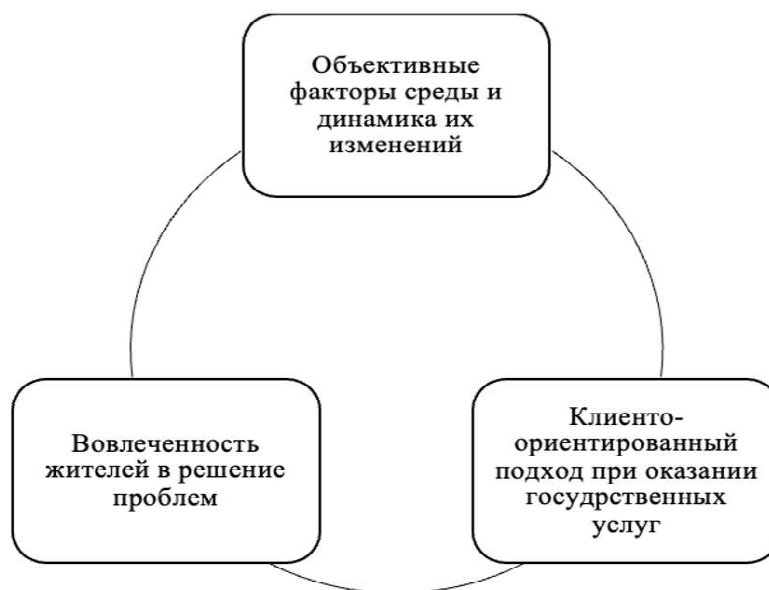 Объективные
факторы среды и
динамика их
изменений
Вовлеченность
жителей в решение
проблем
Клиенто-
ориентированный
подход при оказании
госудрственных
услуг